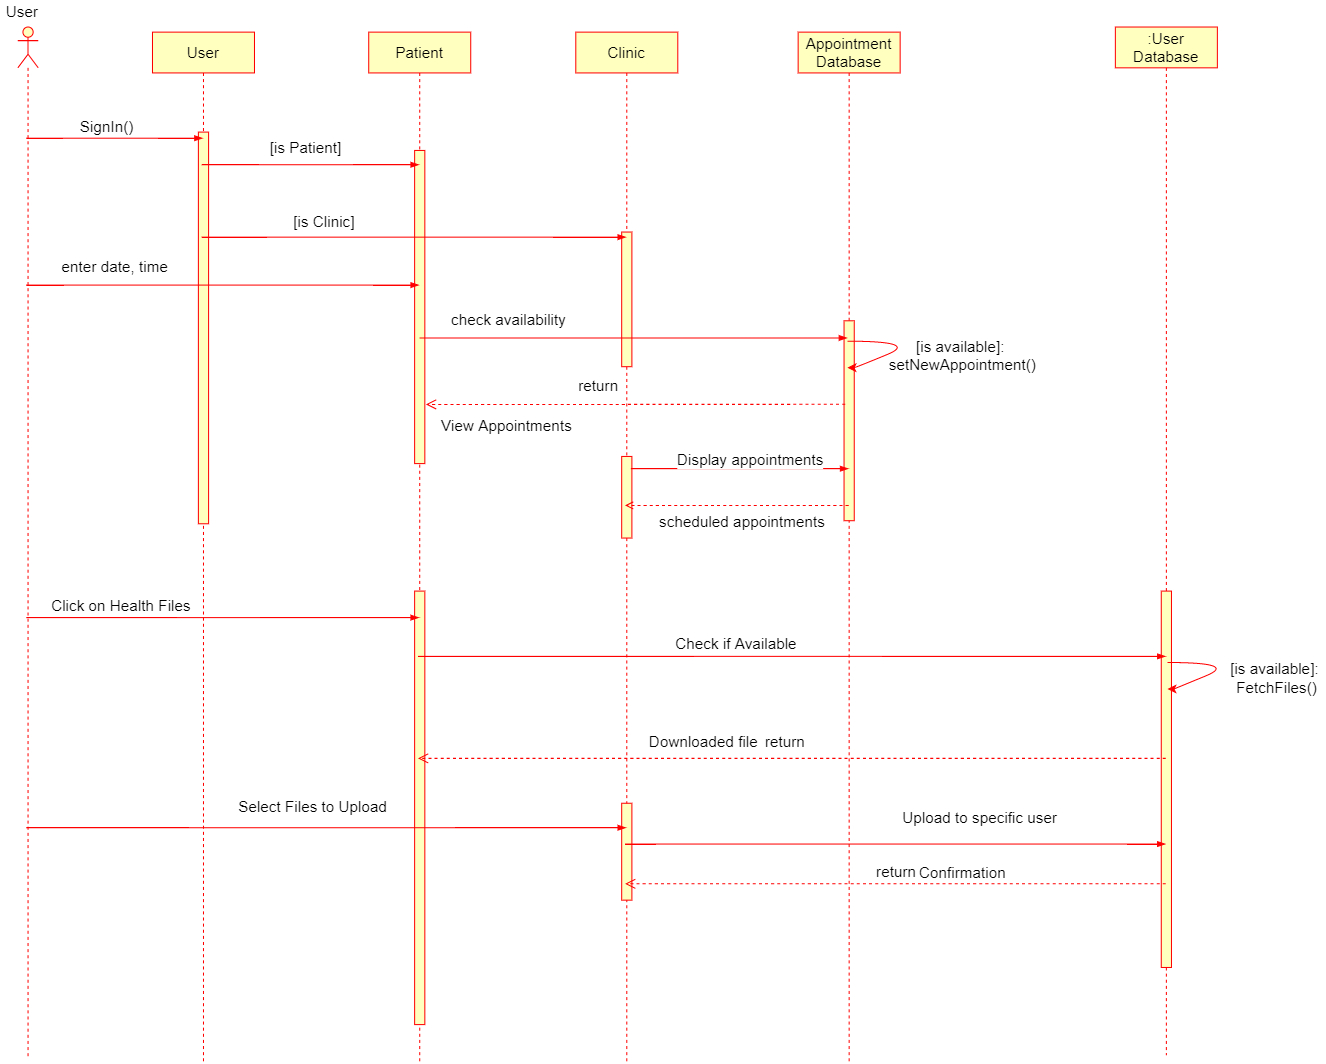 User
User
Patient
Clinic
Appointment
Database
:User
Database
SignIn()
[is Patient]
[is Clinic]
enter date, time
check availability
[is available]:
setNewAppointment()
return
View Appointments
Display appointments
scheduled appointments
Click on Health Files
Check if Available
[is available]:
FetchFiles()
Downloaded file return
Select Files to Upload
Upload to specific user
return Confirmation